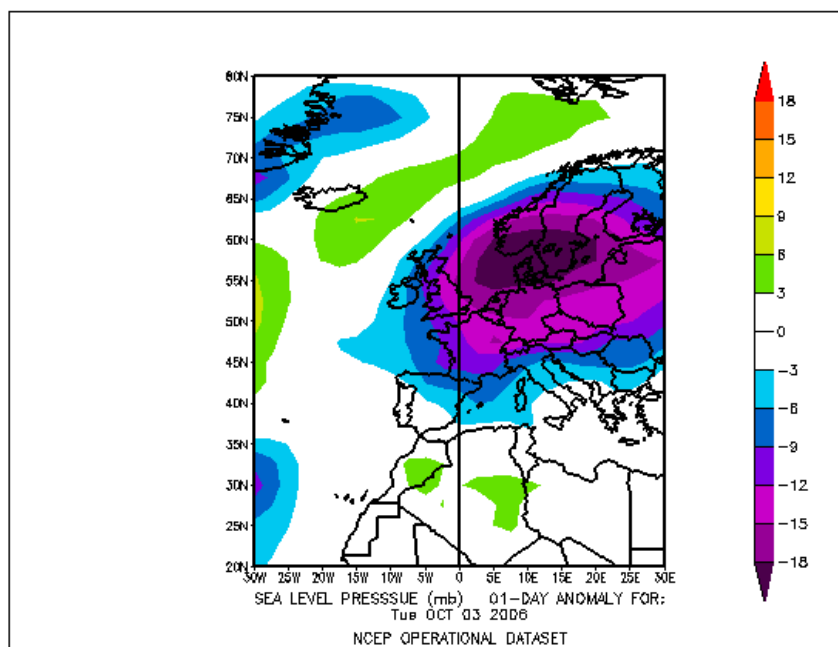 80N
75N
70N
65N
60N
55N
50N
45N
40N
35N
30N
25N
20N
30W 25W 20W 15W 10W 5W 0 5E 10E 15E 20E 25E 30E
18
15
12
9
6
3
0
-3
-6
-9
-12
-15
-18
SEA LEVEL PRESSSUE (mb) 01-DAY ANOMALY FOR:
Tue OCT 03 2006
NCEP OPERATIONAL DATASET